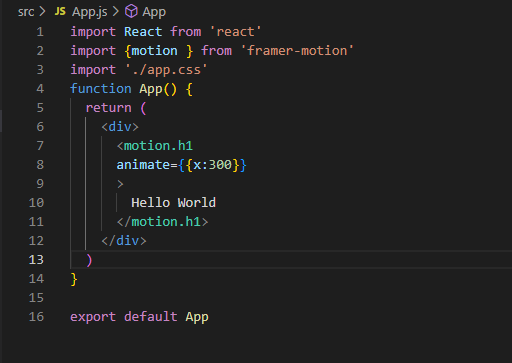 src > JS App.js > App
1 import React from 'react'
2 import {motion } from 'framer-motion'
3 import './app.css'
4 function App() {
5   return (
6     <div>
7       <motion.h1
8       animate={{x:300}}
9       >
10         Hello World
11       </motion.h1>
12     </div>
13   )
14 }
15
16 export default App